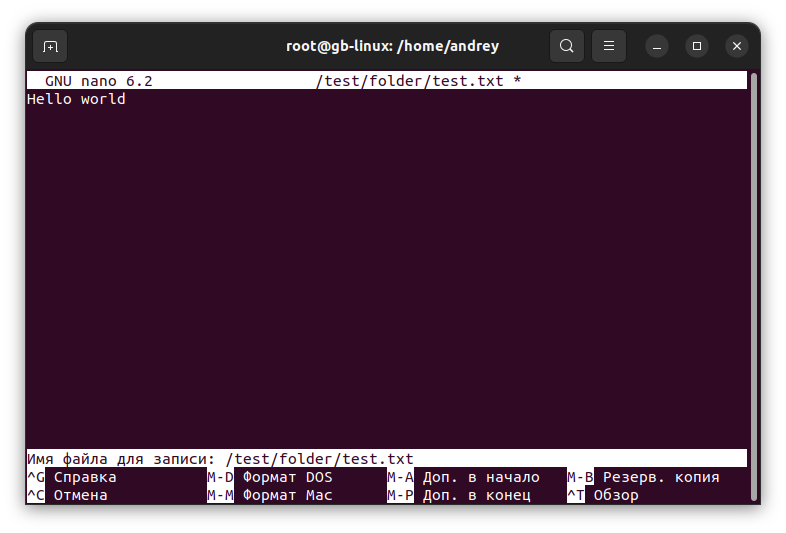 root@gb-linux: /home/andrey
GNU nano 6.2 /test/folder/test.txt *
Hello world
Имя файла для записи: /test/folder/test.txt
^G Справка M-D Формат DOS M-A Доп. в начало M-B Резерв. копия
^C Отмена M-M Формат Mac M-P Доп. в конец ^T Обзор